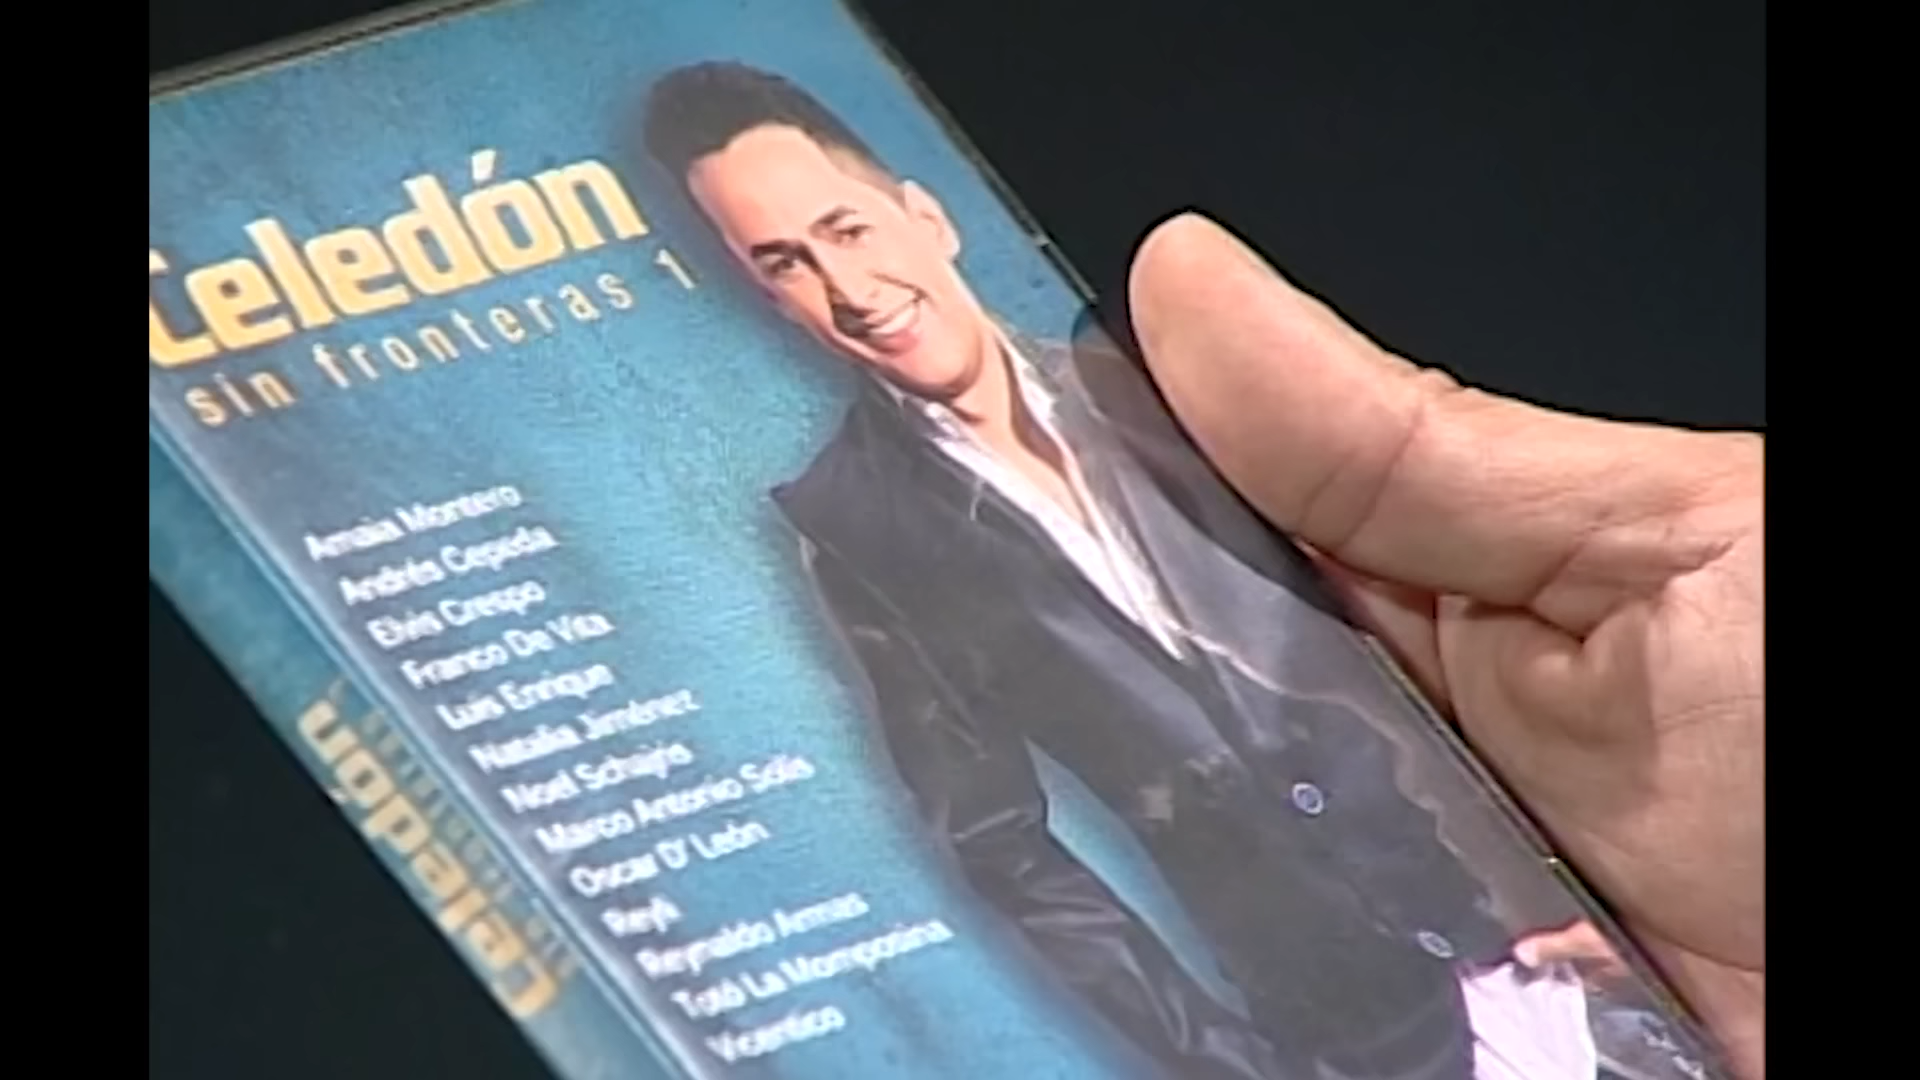 Celedón
sin fronteras 1
Amaia Montero
Andrés Cepeda
Elvis Crespo
Franco De Vita
Luis Enrique
Natalia Jiménez
Noel Schajris
Marco Antonio Solís
Oscar D' León
Reyli
Reynaldo Armas
Totó La Momposina
Vicentico
Celedón